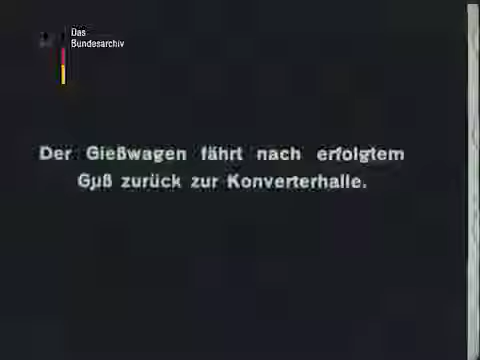 Das
Bundesarchiv
Der Gießwagen fährt nach erfolgtem
Guß zurück zur Konverterhalle.